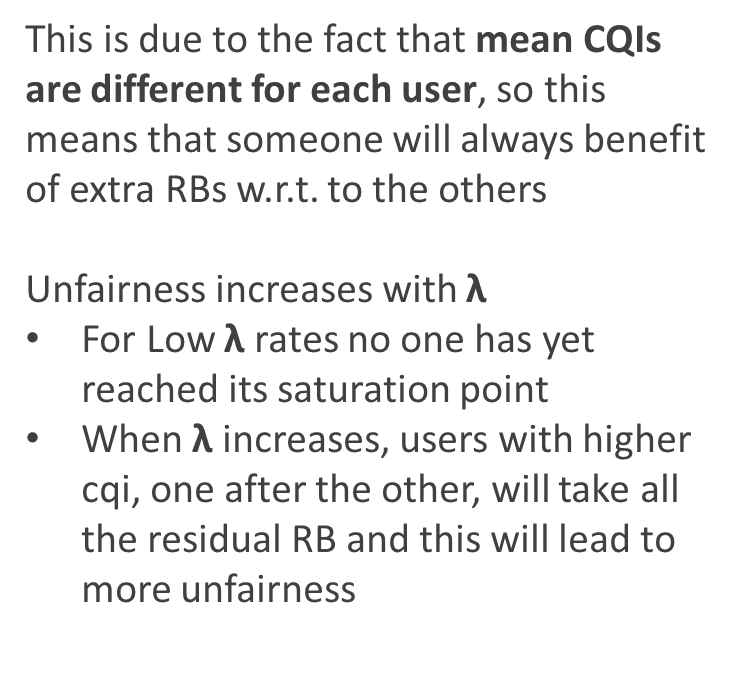 This is due to the fact that mean CQIs
are different for each user, so this
means that someone will always benefit
of extra RBs w.r.t. to the others
Unfairness increases with λ
• For Low λ rates no one has yet
reached its saturation point
• When λ increases, users with higher
cqi, one after the other, will take all
the residual RB and this will lead to
more unfairness